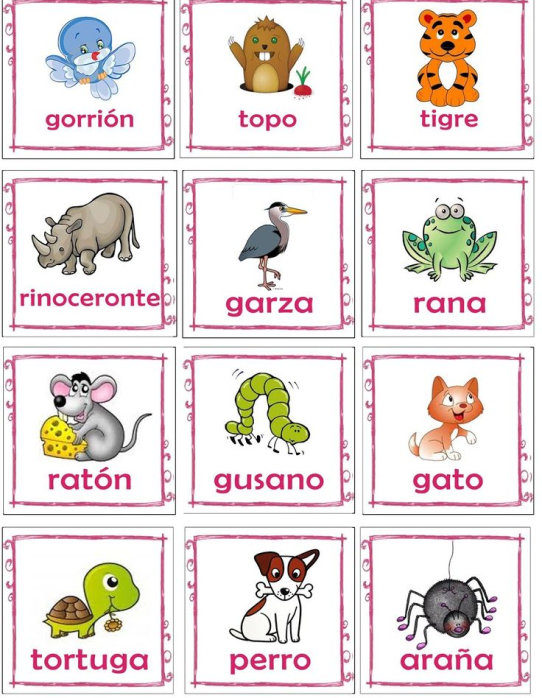 gorrión
topo
tigre
rinoceronte
garza
rana
ratón
gusano
gato
tortuga
perro
araña